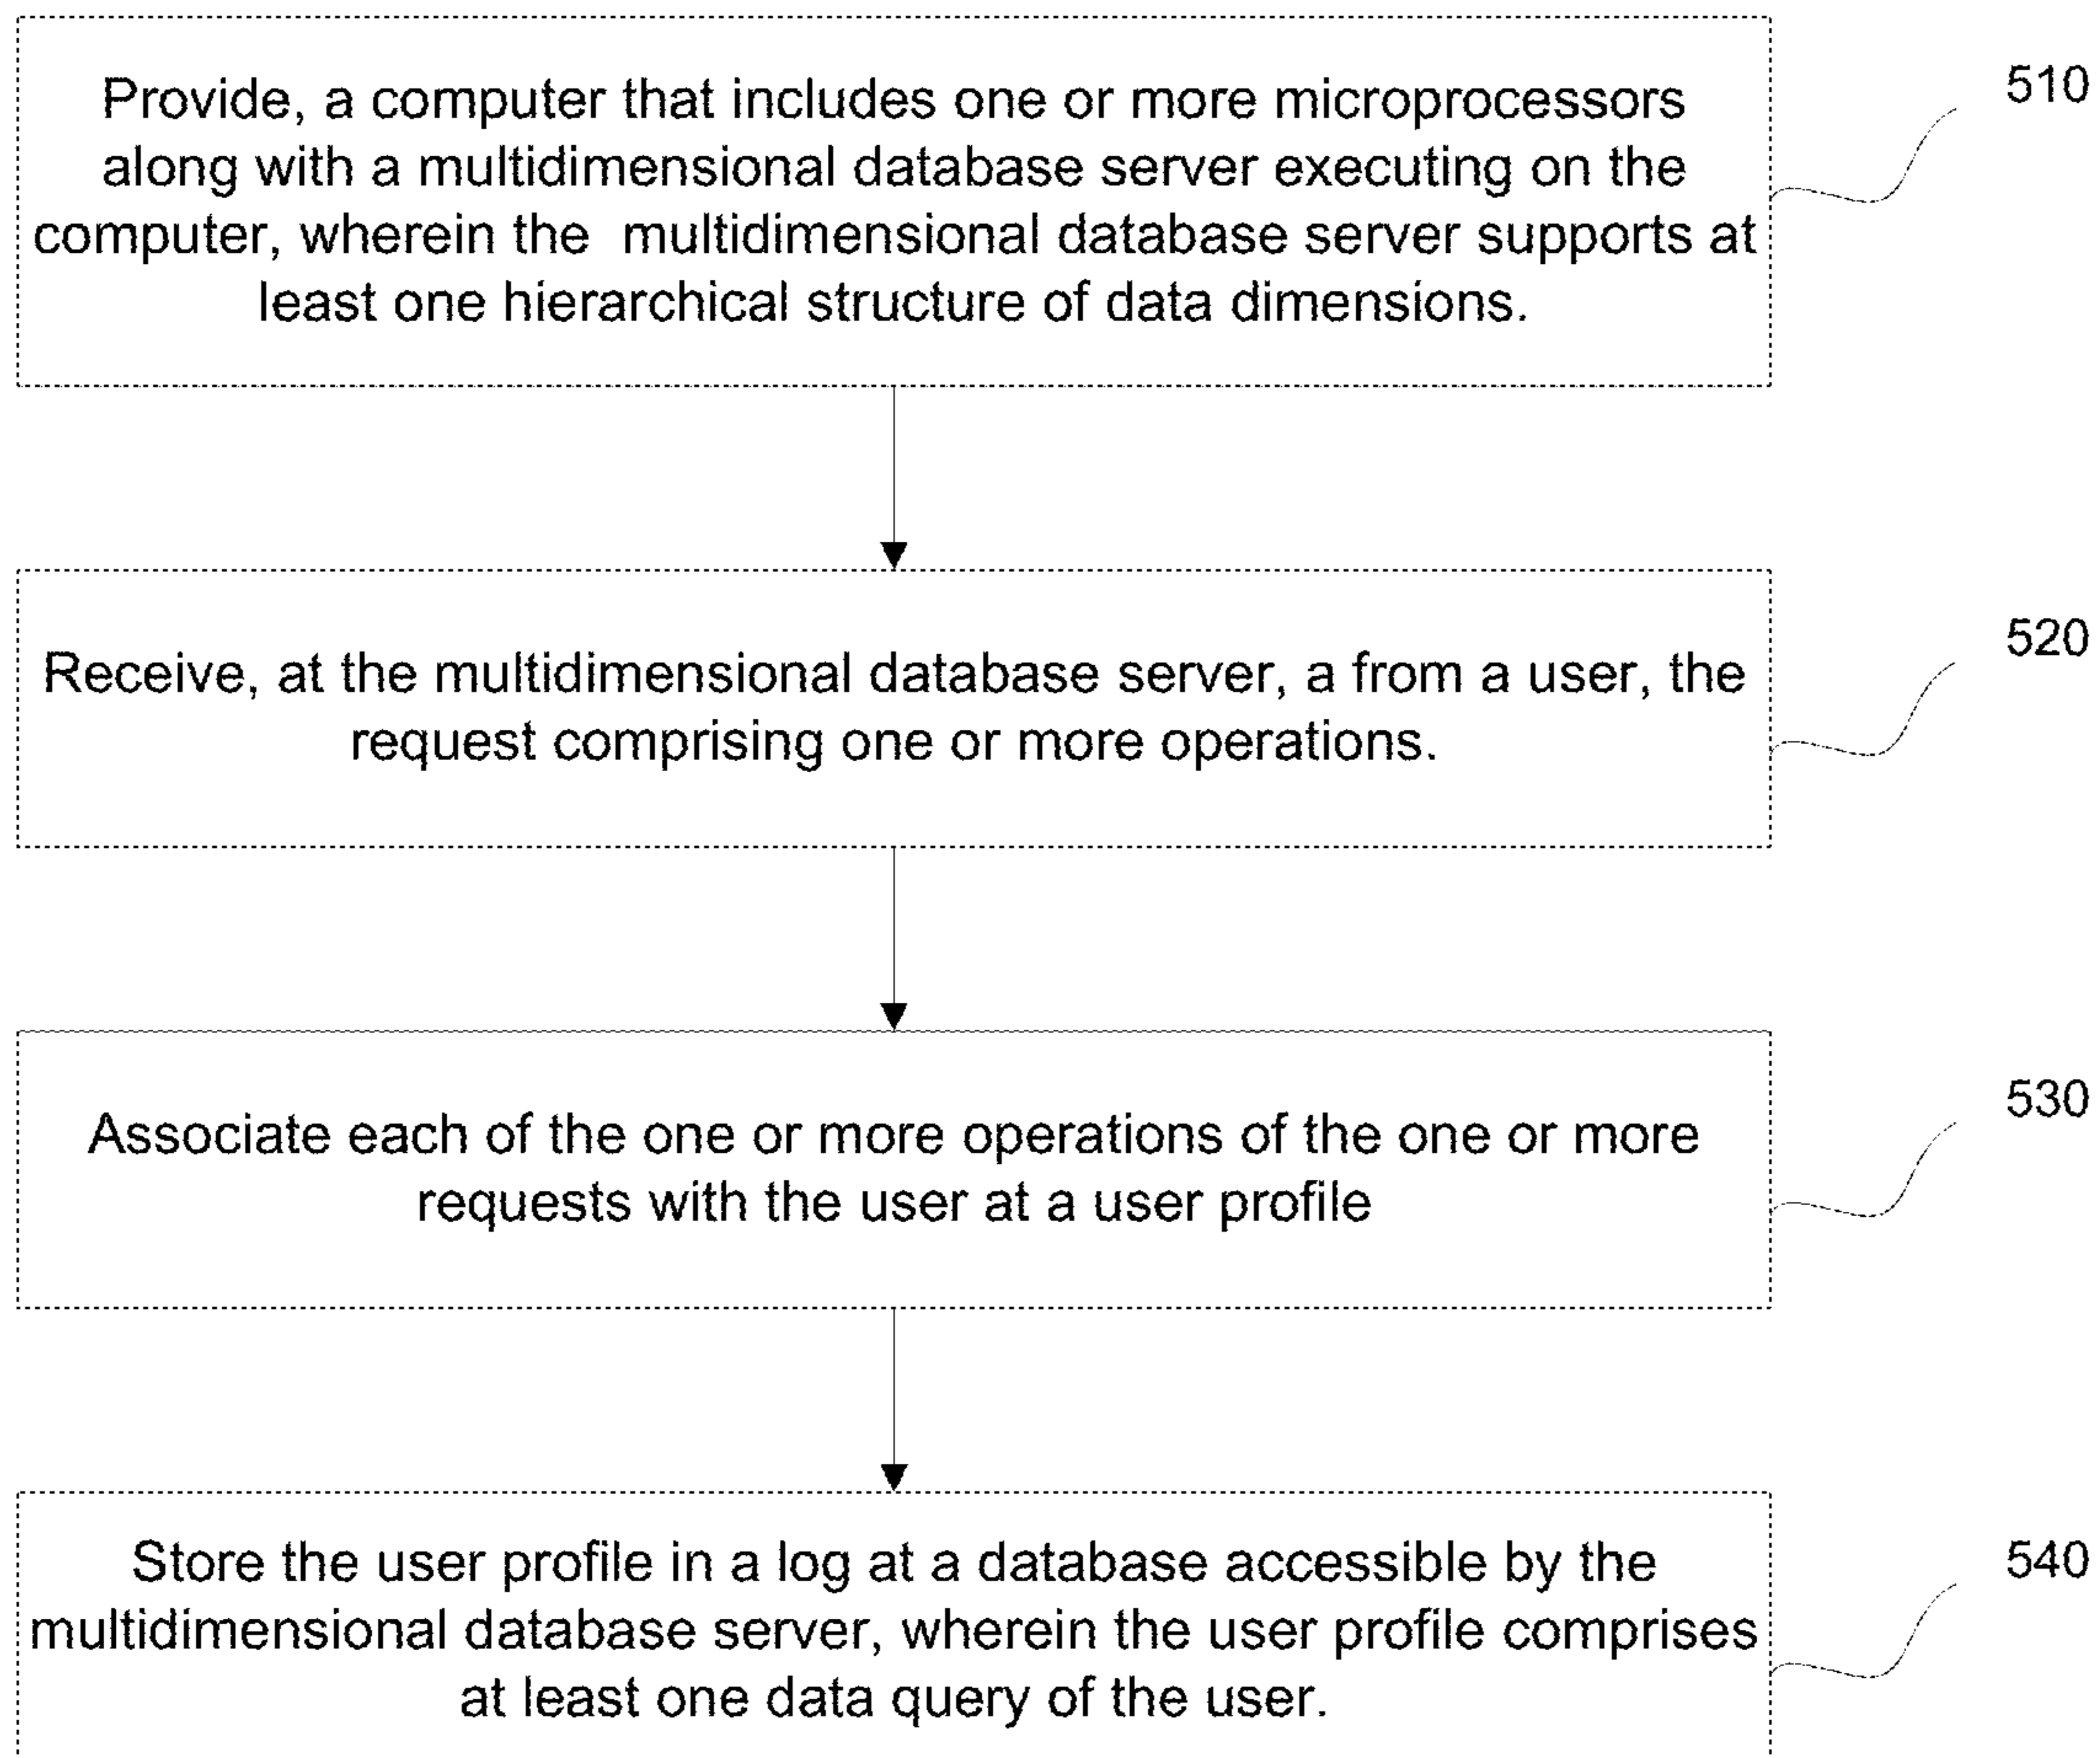 Provide, a computer that includes one or more microprocessors
along with a multidimensional database server executing on the
computer, wherein the multidimensional database server supports at
least one hierarchical structure of data dimensions.
510
Receive, at the multidimensional database server, a from a user, the
request comprising one or more operations.
520
Associate each of the one or more operations of the one or more
requests with the user at a user profile
530
Store the user profile in a log at a database accessible by the
multidimensional database server, wherein the user profile comprises
at least one data query of the user.
540